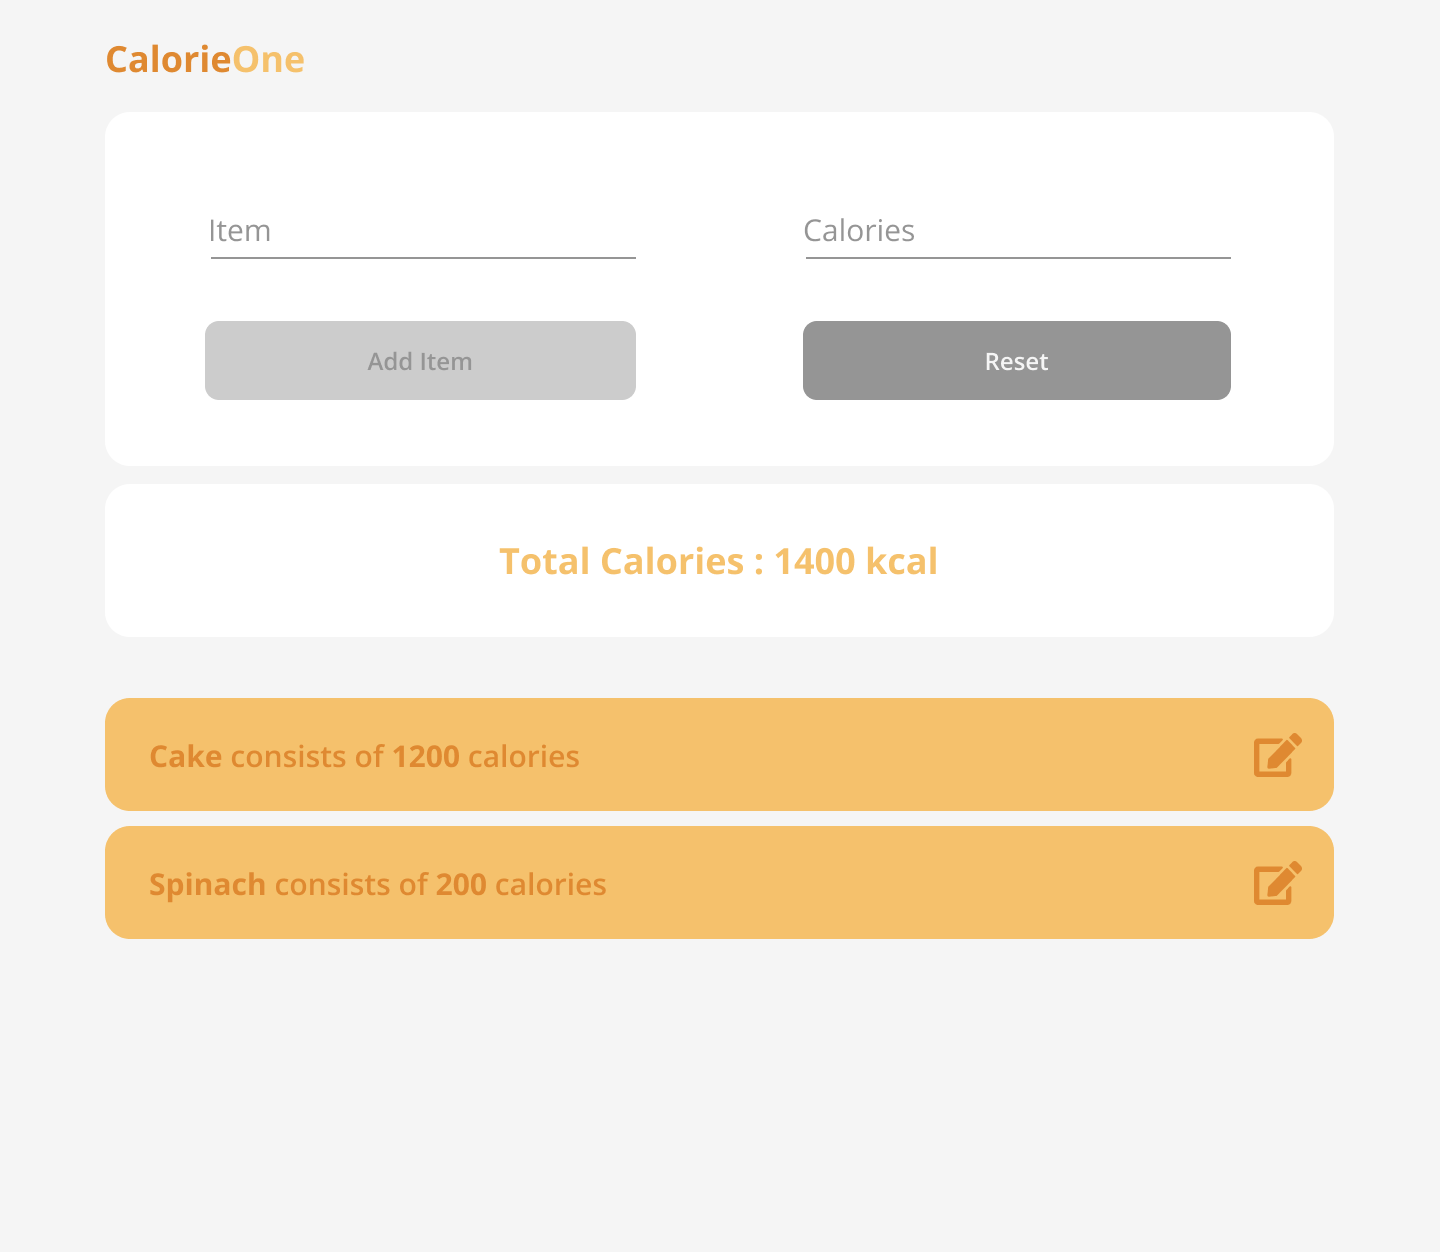 CalorieOne
Item
Calories
Add Item
Reset
Total Calories : 1400 kcal
Cake consists of 1200 calories
Spinach consists of 200 calories